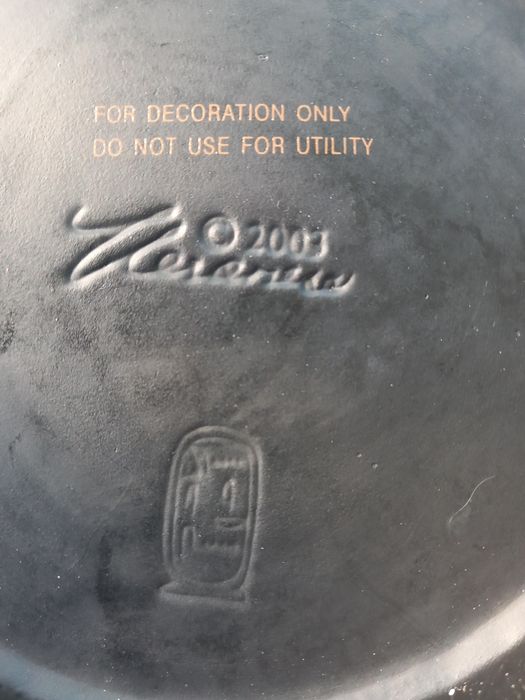 FOR DECORATION ONLY
DO NOT USE FOR UTILITY
© 2003